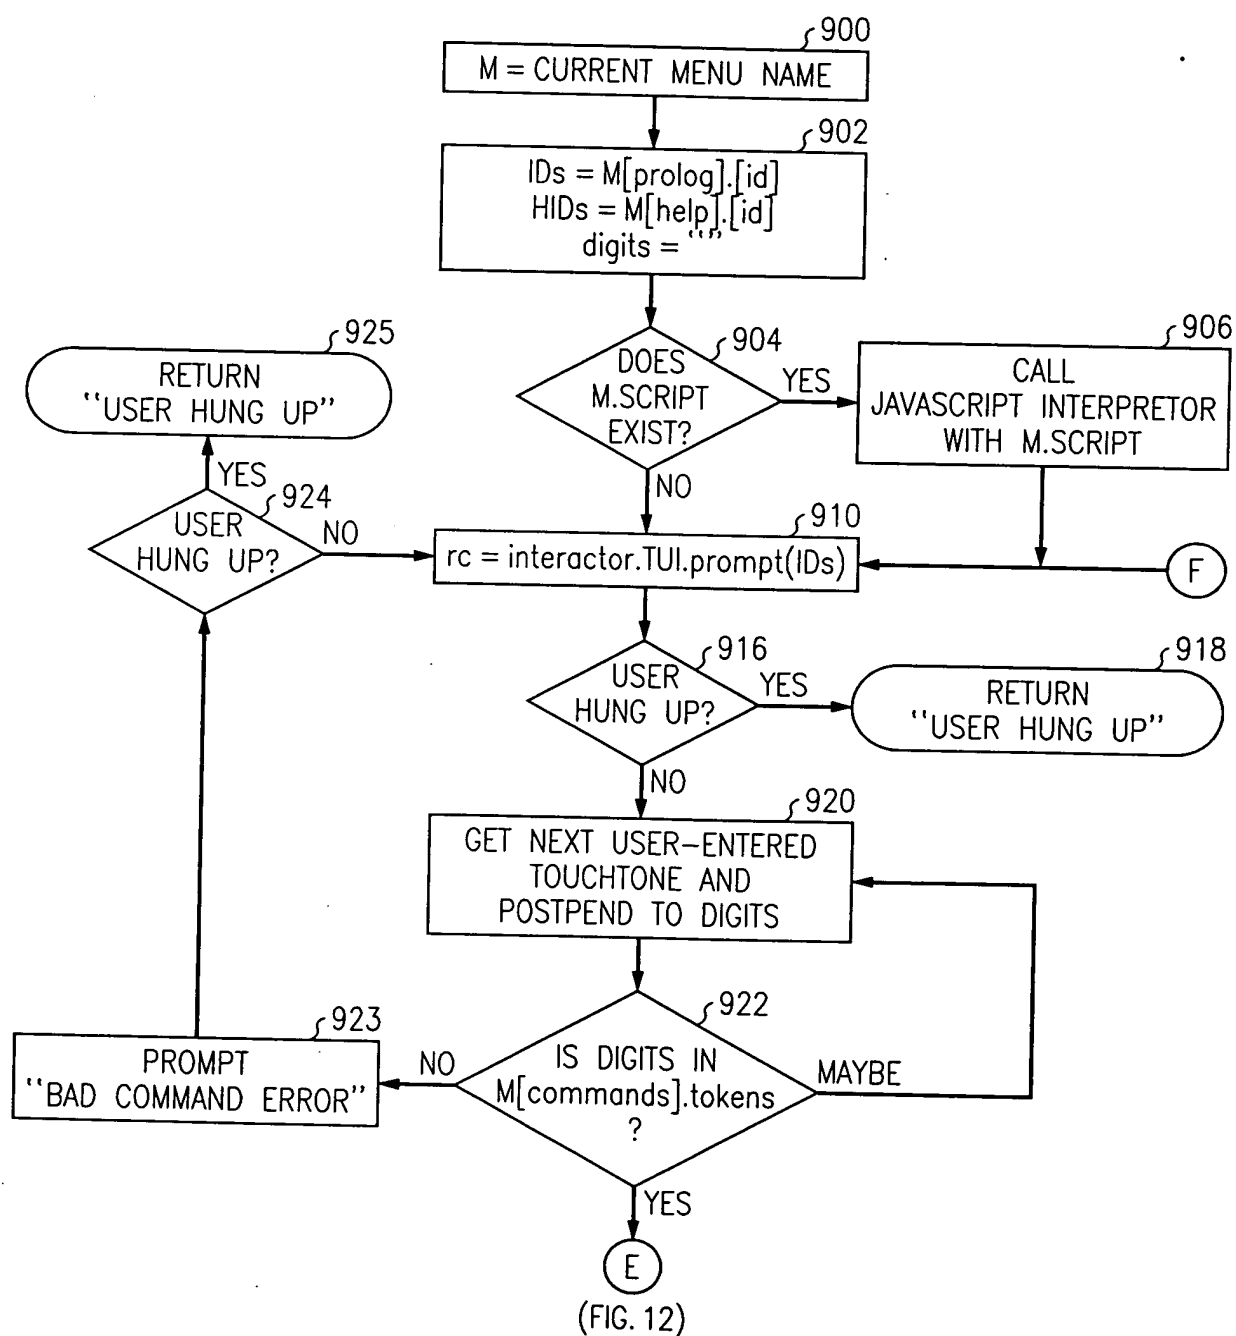 900
M = CURRENT MENU NAME
902
IDs = M[prolog].[id]
HIDs = M[help].[id]
digits = “”
925
RETURN
“USER HUNG UP”
904
DOES
M.SCRIPT
EXIST?
YES
906
CALL
JAVASCRIPT INTERPRETOR
WITH M.SCRIPT
YES
924
USER
HUNG UP?
NO
NO
910
rc = interactor.TUI.prompt(IDs)
F
916
USER
HUNG UP?
YES
918
RETURN
“USER HUNG UP”
NO
920
GET NEXT USER–ENTERED
TOUCHTONE AND
POSTPEND TO DIGITS
923
PROMPT
“BAD COMMAND ERROR”
NO
922
IS DIGITS IN
M[commands].tokens
?
MAYBE
YES
E
(FIG. 12)